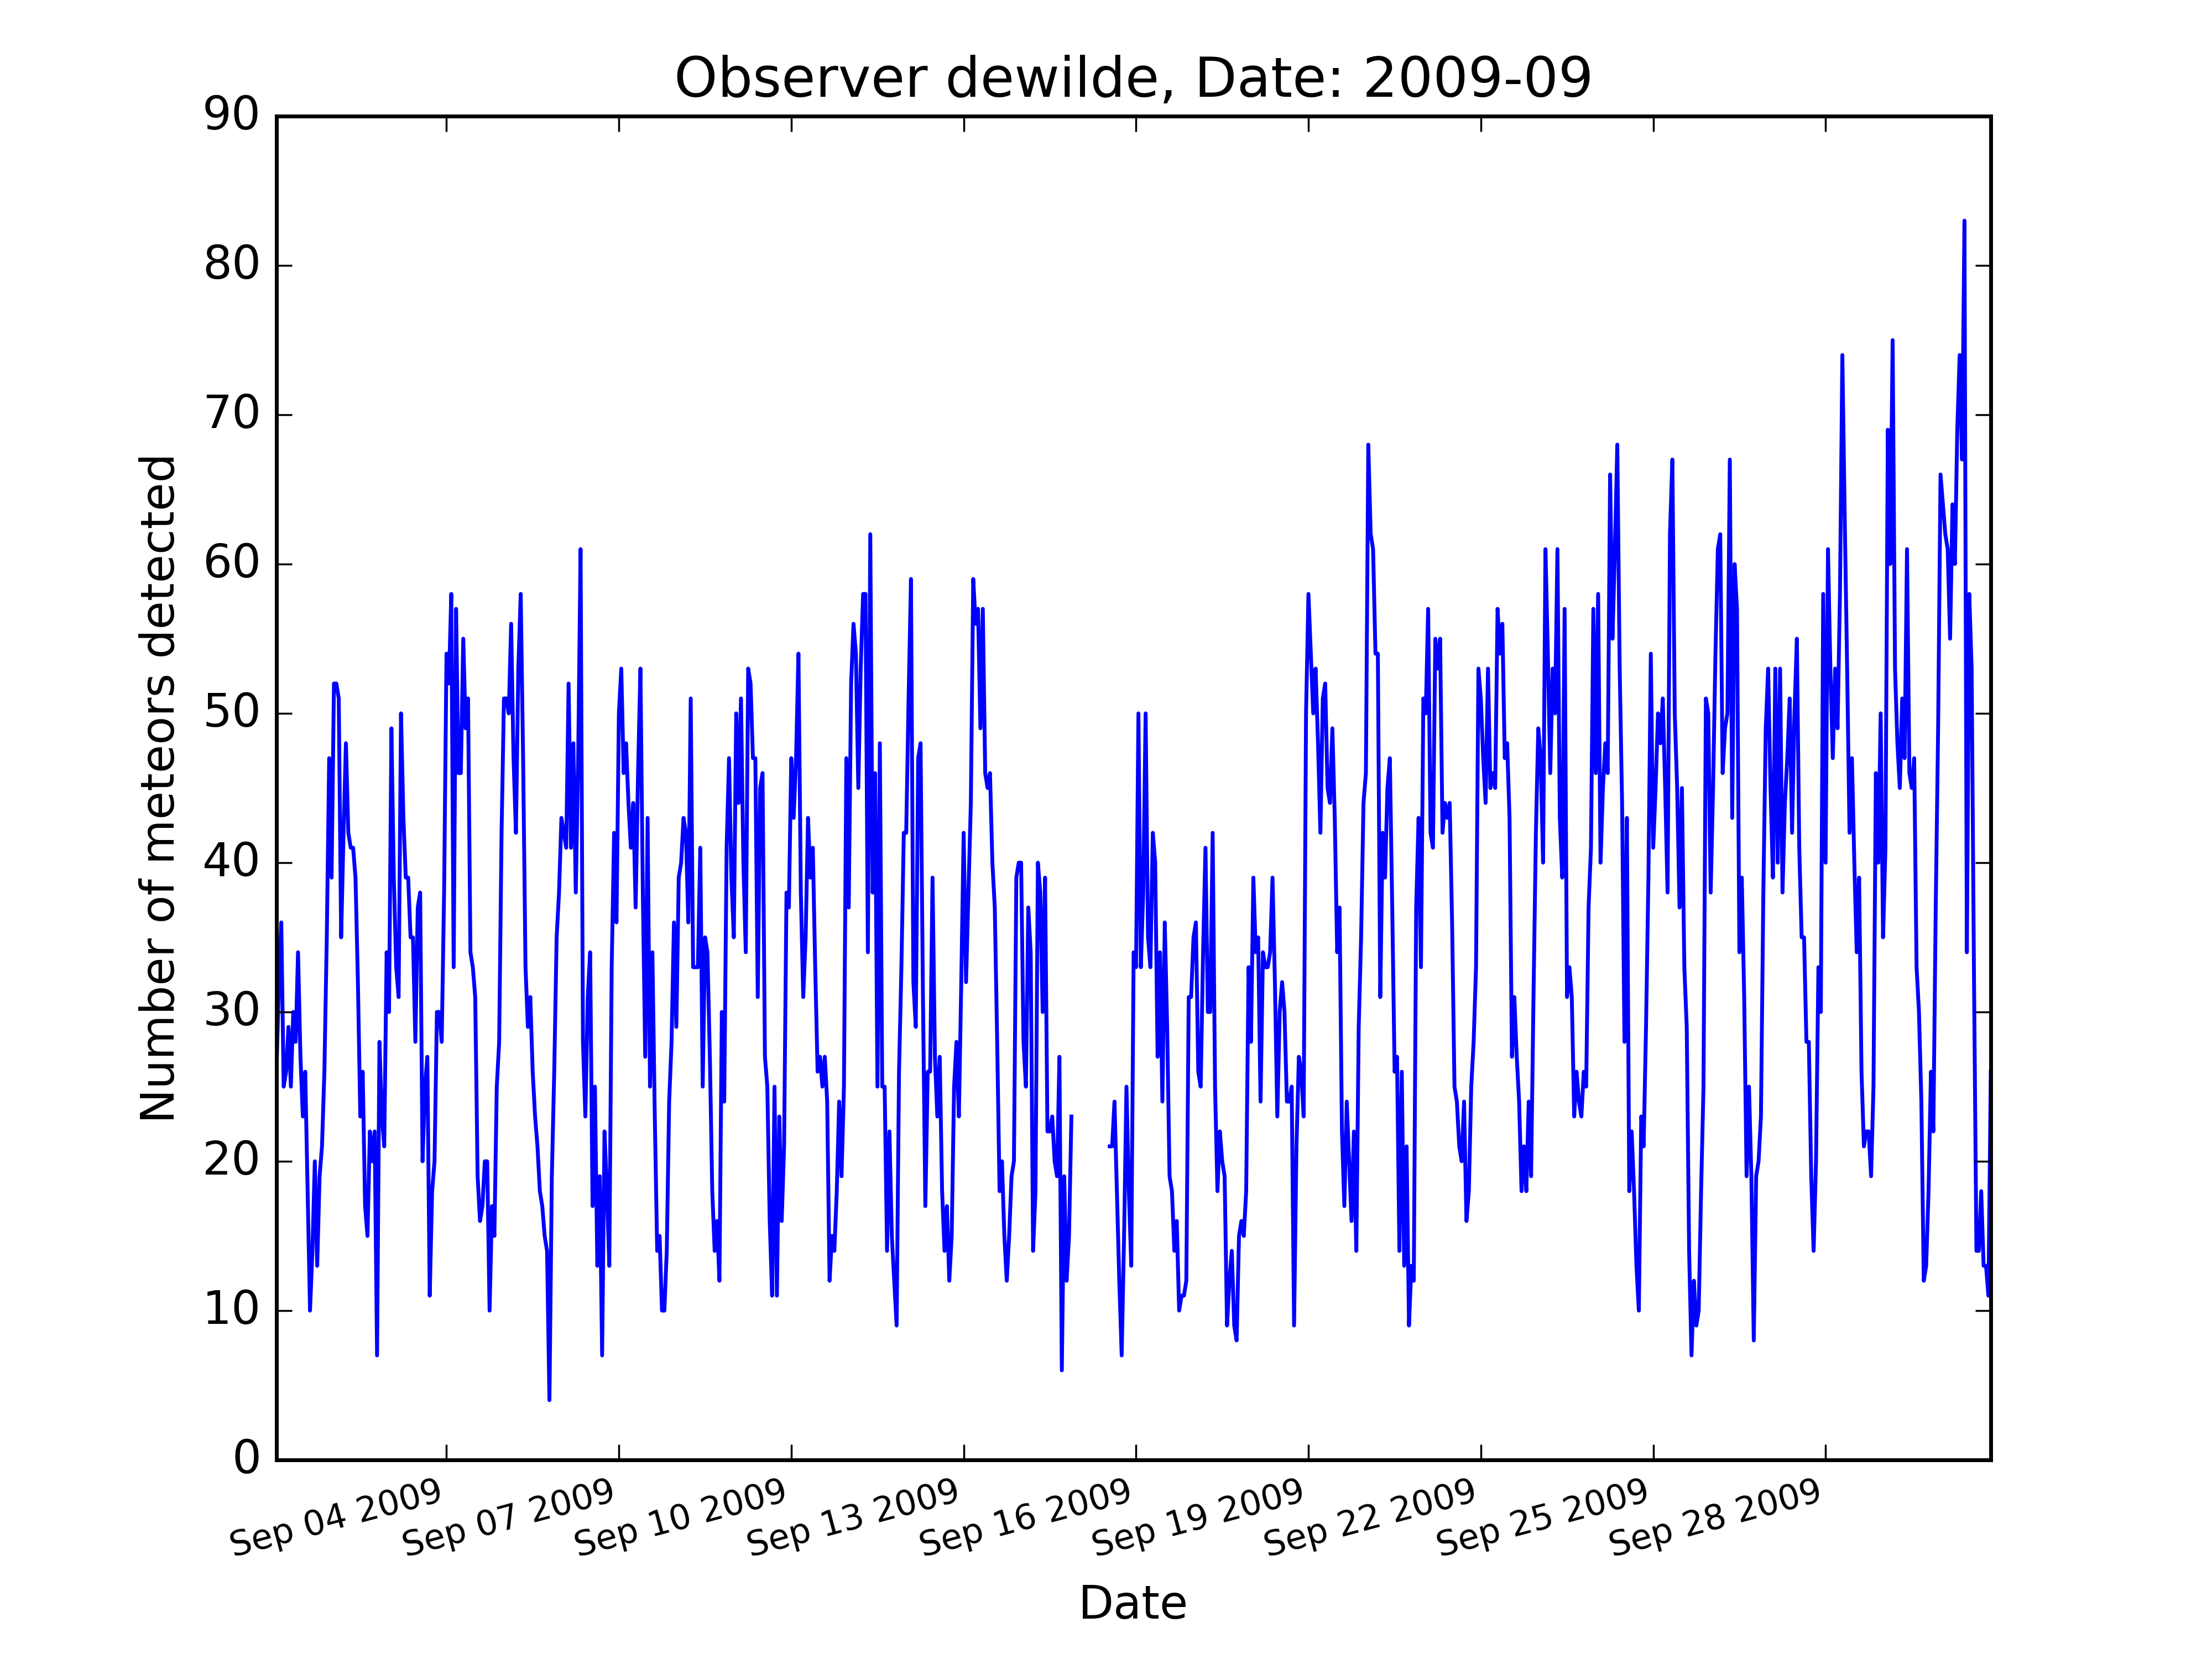 Observer dewilde, Date: 2009-09
90
80
70
60
50
40
30
20
10
0
Number of meteors detected
Sep 04 2009
Sep 07 2009
Sep 10 2009
Sep 13 2009
Sep 16 2009
Sep 19 2009
Sep 22 2009
Sep 25 2009
Sep 28 2009
Date